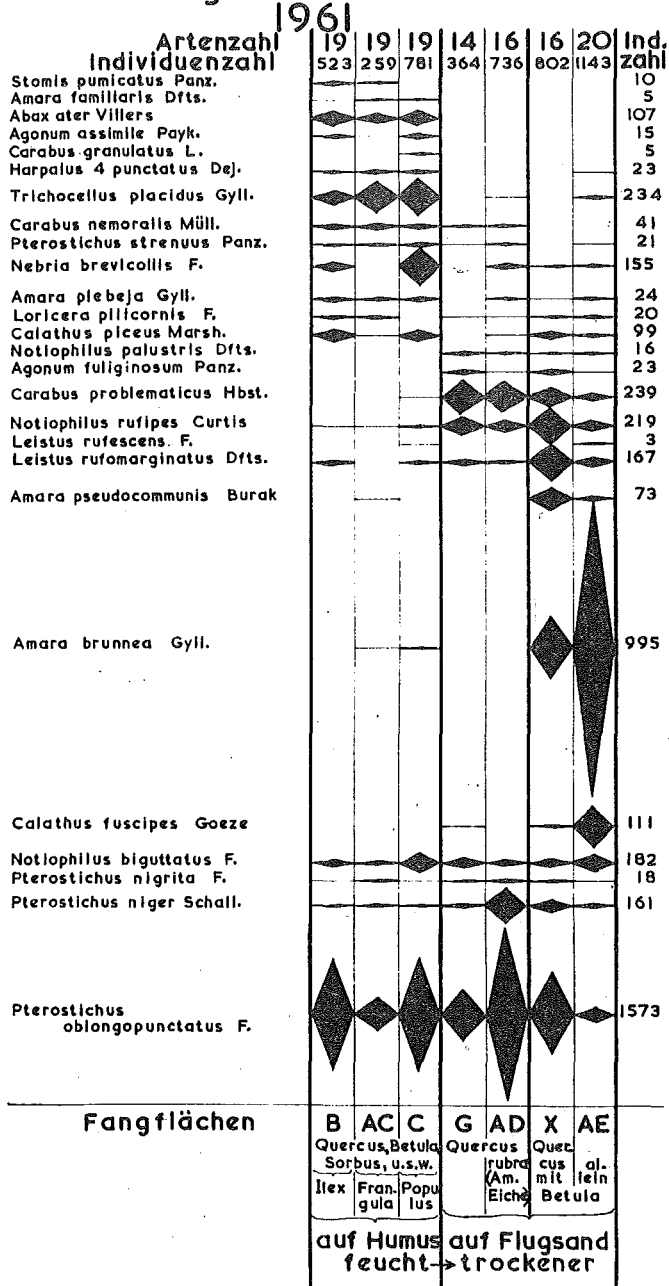 1961
Artenzahl 19 19 19 14 16 16 20 Ind.
Individuenzahl 523 259 781 364 736 802 1143 zahl
Stomis pumicatus Panz. 10
Amara familiaris Dfts. 5
Abax ater Villers 107
Agonum assimile Payk. 15
Carabus granulatus L. 5
Harpalus 4 punctatus Dej. 23
Trichocellus placidus Gyll. 234
Carabus nemoralis Müll. 41
Pterostichus strenuus Panz. 21
Nebria brevicollis F. 155
Amara plebeja Gyll. 24
Loricera pilicornis F. 20
Calathus piceus Marsh. 99
Notiophilus palustris Dfts. 16
Agonum fuliginosum Panz. 23
Carabus problematicus Hbst. 239
Notiophilus rufipes Curtis 219
Leistus rufescens F. 3
Leistus rufomarginatus Dfts. 167
Amara pseudocommunis Burak 73
Amara brunnea Gyll. 995
Calathus fuscipes Goeze 111
Notiophilus biguttatus F. 182
Pterostichus nigrita F. 18
Pterostichus niger Schall. 161
Pterostichus 1573
oblongopunctatus F.
Fangflächen B AC C G AD X AE
Quercus, Betula, Quercus Quer
Sorbus, u.s.w. rubra cus al-
Ilex Fran- Popu (Am. mit lein
gula lus Eiche) Betula
auf Humus auf Flugsand
feucht → trockener